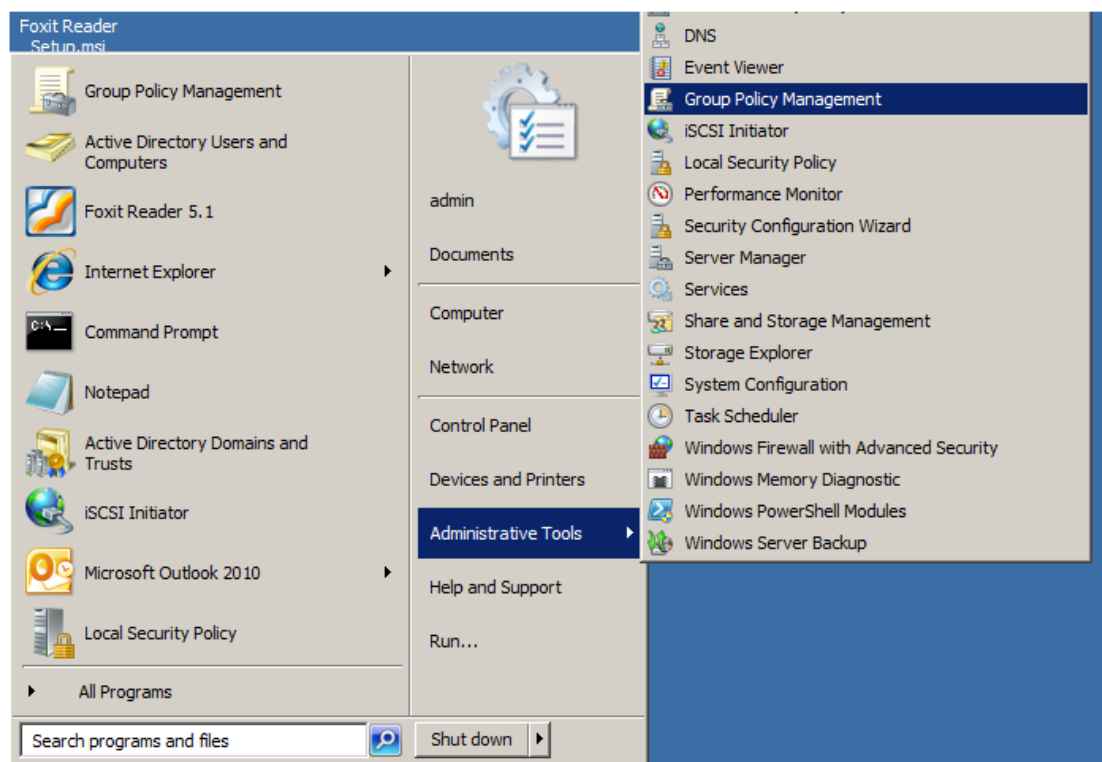 Foxit Reader
Setup.msi
Group Policy Management
Active Directory Users and
Computers
Foxit Reader 5.1
Internet Explorer
C:\_
Command Prompt
Notepad
Active Directory Domains and
Trusts
iSCSI Initiator
Microsoft Outlook 2010
Local Security Policy
All Programs
Search programs and files
admin
Documents
Computer
Network
Control Panel
Devices and Printers
Administrative Tools
Help and Support
Run...
Shut down
DNS
Event Viewer
Group Policy Management
iSCSI Initiator
Local Security Policy
Performance Monitor
Security Configuration Wizard
Server Manager
Services
Share and Storage Management
Storage Explorer
System Configuration
Task Scheduler
Windows Firewall with Advanced Security
Windows Memory Diagnostic
Windows PowerShell Modules
Windows Server Backup